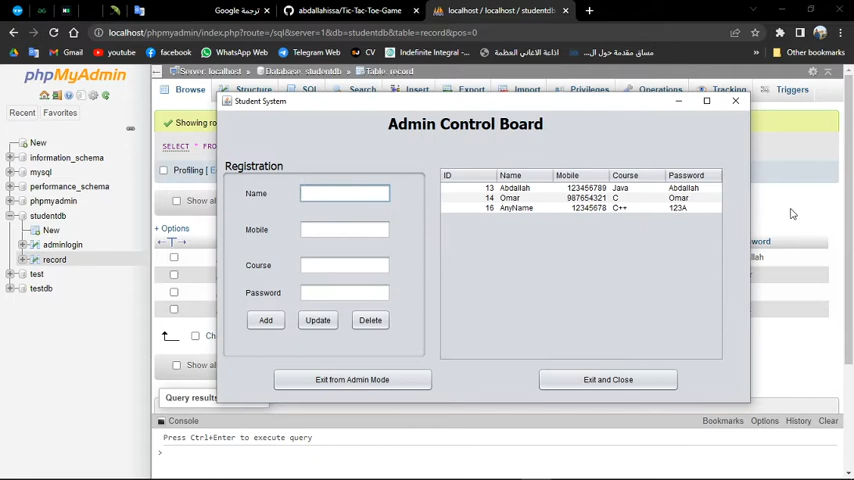 ترجمة Google
abdallahissa/Tic-Tac-Toe-Game
localhost / localhost / studentdb
localhost/phpmyadmin/index.php?route=/sql&server=1&db=studentdb&table=record&pos=0
Gmail
youtube
facebook
WhatsApp Web
Telegram Web
Indefinite Integral –...
اذاعة الاغاني العظمة
مساق مقدمة حول ال...
Other bookmarks
phpMyAdmin
Recent
Favorites
New
information_schema
mysql
performance_schema
phpmyadmin
studentdb
New
adminlogin
record
test
testdb
Server: localhost
Database: studentdb
Table: record
Browse
Structure
SQL
Search
Insert
Export
Import
Privileges
Operations
Tracking
Triggers
Showing ro
SELECT * FRO
Profiling [
Show a
+ Options
Ch
Show al
Query results
Console
Press Ctrl+Enter to execute query
>
Bookmarks Options History Clear
Student System
Admin Control Board
Registration
Name
Mobile
Course
Password
Add
Update
Delete
ID Name Mobile Course Password
13 Abdallah 123456789 Java Abdallah
14 Omar 987654321 C Omar
16 AnyName 12345678 C++ 123A
Exit from Admin Mode
Exit and Close
word
llah